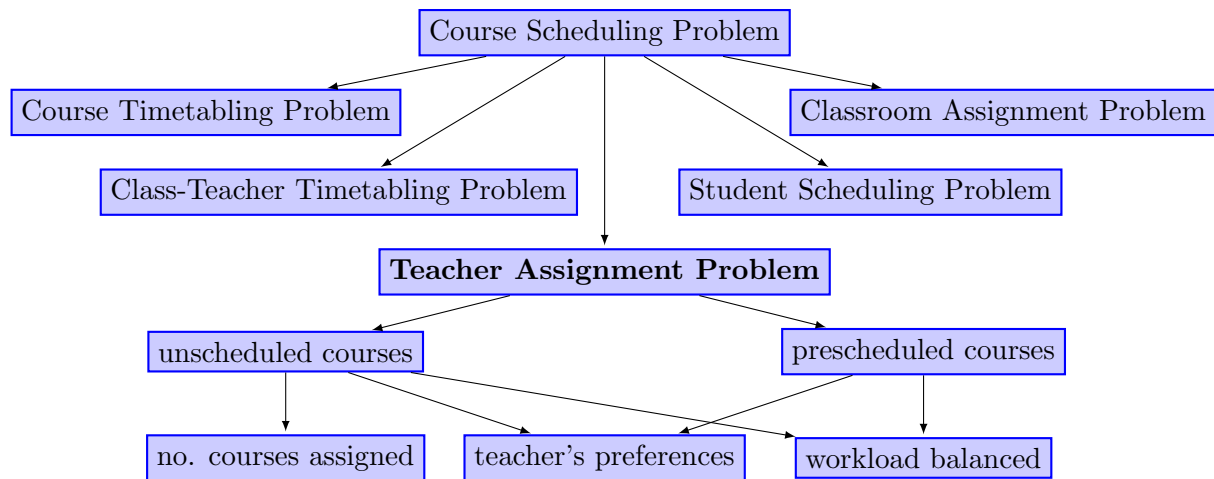 Course Scheduling Problem
Course Timetabling Problem
Classroom Assignment Problem
Class-Teacher Timetabling Problem
Student Scheduling Problem
Teacher Assignment Problem
unscheduled courses
prescheduled courses
no. courses assigned
teacher's preferences
workload balanced